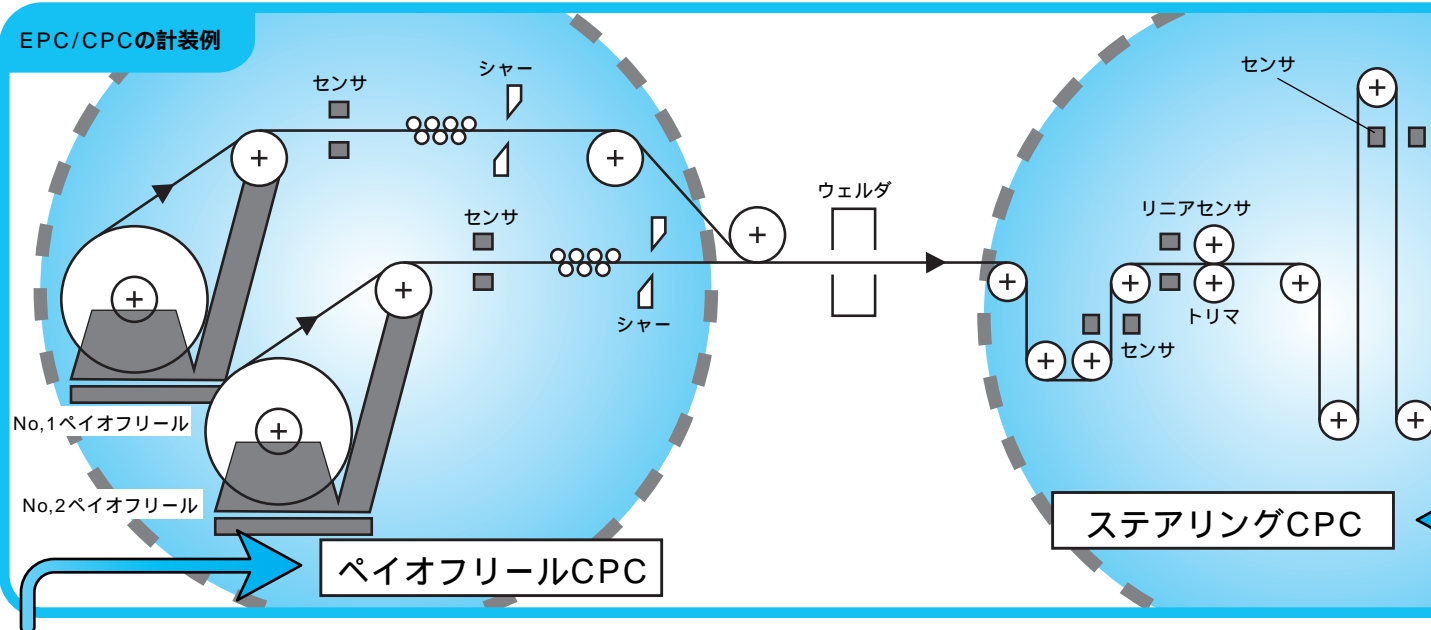 EPC/CPCの計装例
センサ
シャー
センサ
シャー
ウェルダ
リニアセンサ
トリマ
センサ
センサ
No,1ペイオフリール
No,2ペイオフリール
ペイオフリールCPC
ステアリングCPC